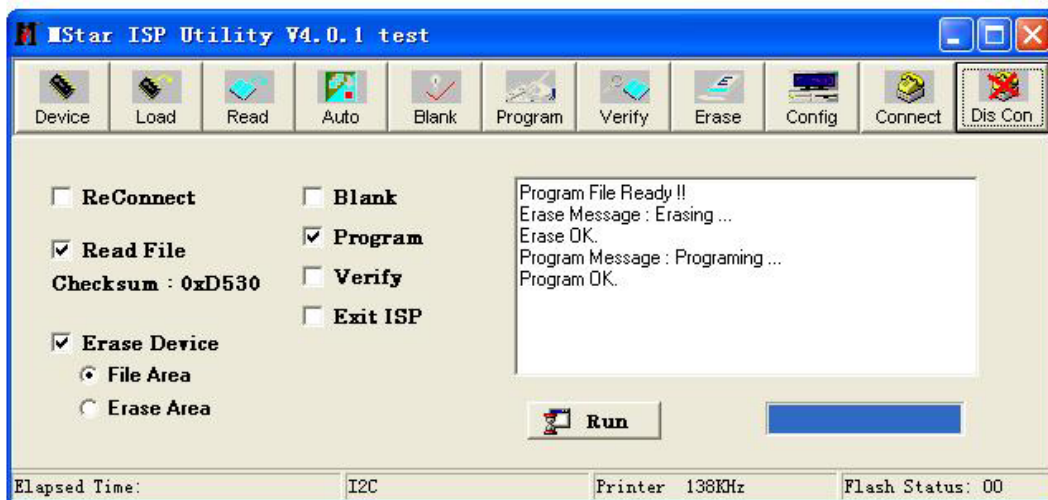 MStar ISP Utility V4.0.1 test
Device Load Read Auto Blank Program Verify Erase Config Connect Dis Con
ReConnect
Read File
Checksum : 0xD530
Erase Device
File Area
Erase Area
Blank
Program
Verify
Exit ISP
Program File Ready !!
Erase Message : Erasing ...
Erase OK.
Program Message : Programing ...
Program OK.
Run
Elapsed Time: I2C Printer 138KHz Flash Status: 00